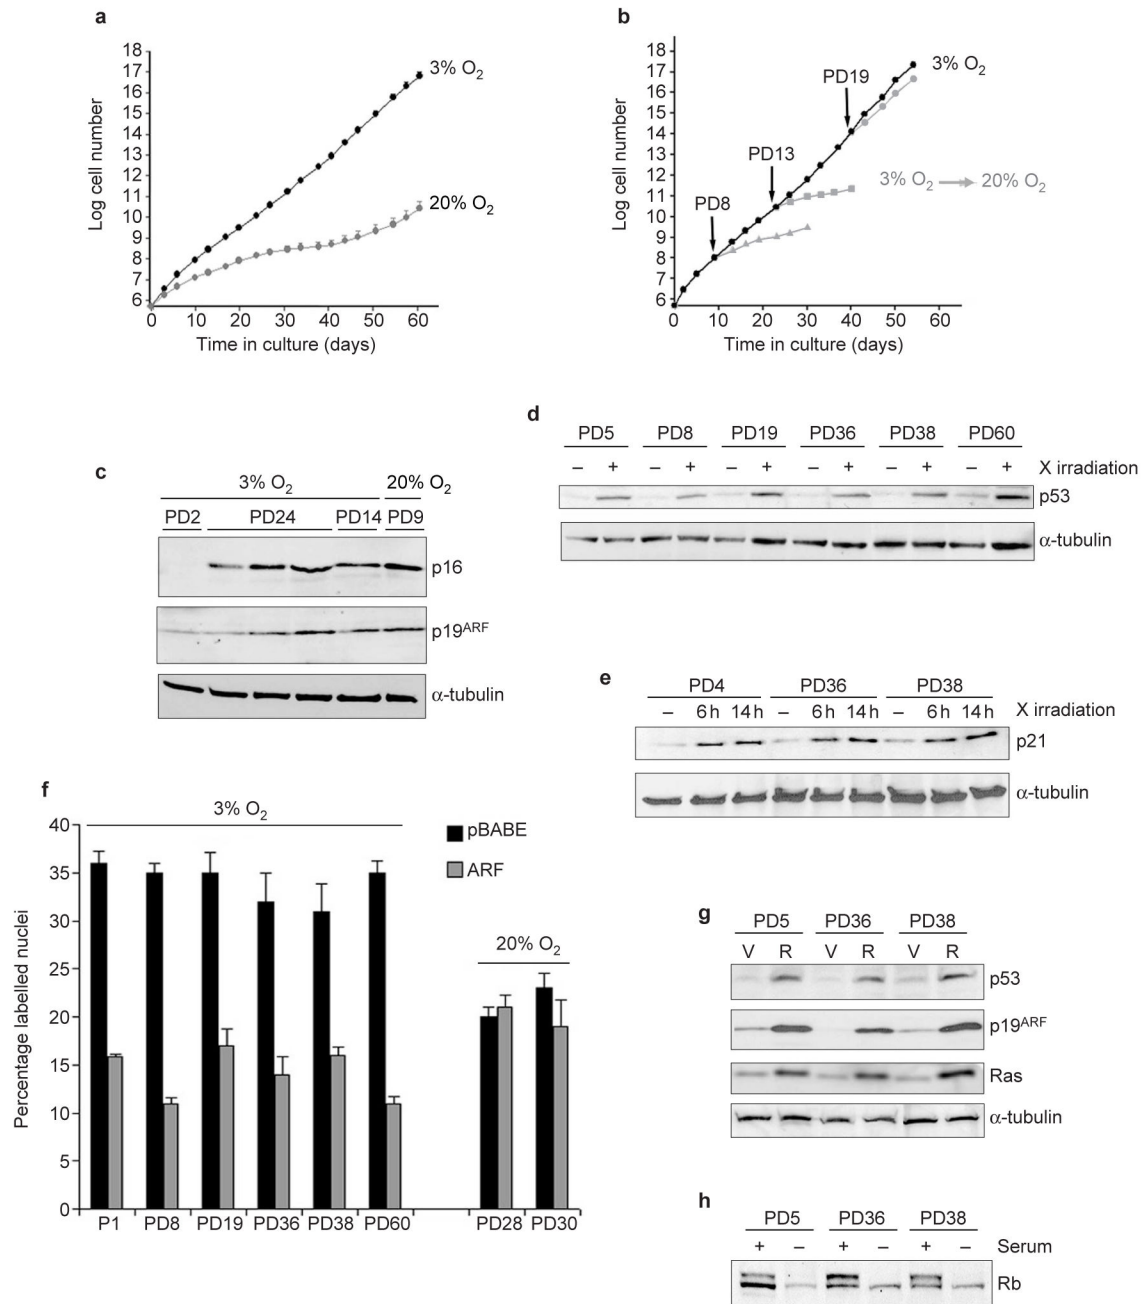 a
18
17
16
15
14
13
12
11
10
9
8
7
6
Log cell number
3% O2
20% O2
0 10 20 30 40 50 60
Time in culture (days)
b
18
17
16
15
14
13
12
11
10
9
8
7
6
Log cell number
PD8
PD13
PD19
3% O2
3% O2 → 20% O2
0 10 20 30 40 50 60
Time in culture (days)
c
3% O2 20% O2
PD2 PD24 PD14 PD9
p16
p19ARF
α-tubulin
d
PD5 PD8 PD19 PD36 PD38 PD60
– + – + – + – + – + – + X irradiation
p53
α-tubulin
e
PD4 PD36 PD38
– 6 h 14 h – 6 h 14 h – 6 h 14 h X irradiation
p21
α-tubulin
f
3% O2
20% O2
pBABE
ARF
40
35
30
25
20
15
10
5
0
Percentage labelled nuclei
P1 PD8 PD19 PD36 PD38 PD60 PD28 PD30
g
PD5 PD36 PD38
V R V R V R
p53
p19ARF
Ras
α-tubulin
h
PD5 PD36 PD38
+ – + – + – Serum
Rb